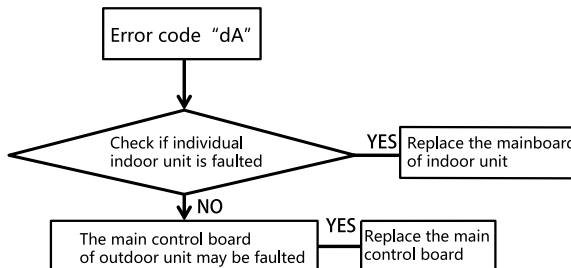 Error code “dA”
Check if individual
indoor unit is faulted
YES
Replace the mainboard
of indoor unit
NO
The main control board
of outdoor unit may be faulted
YES
Replace the main
control board